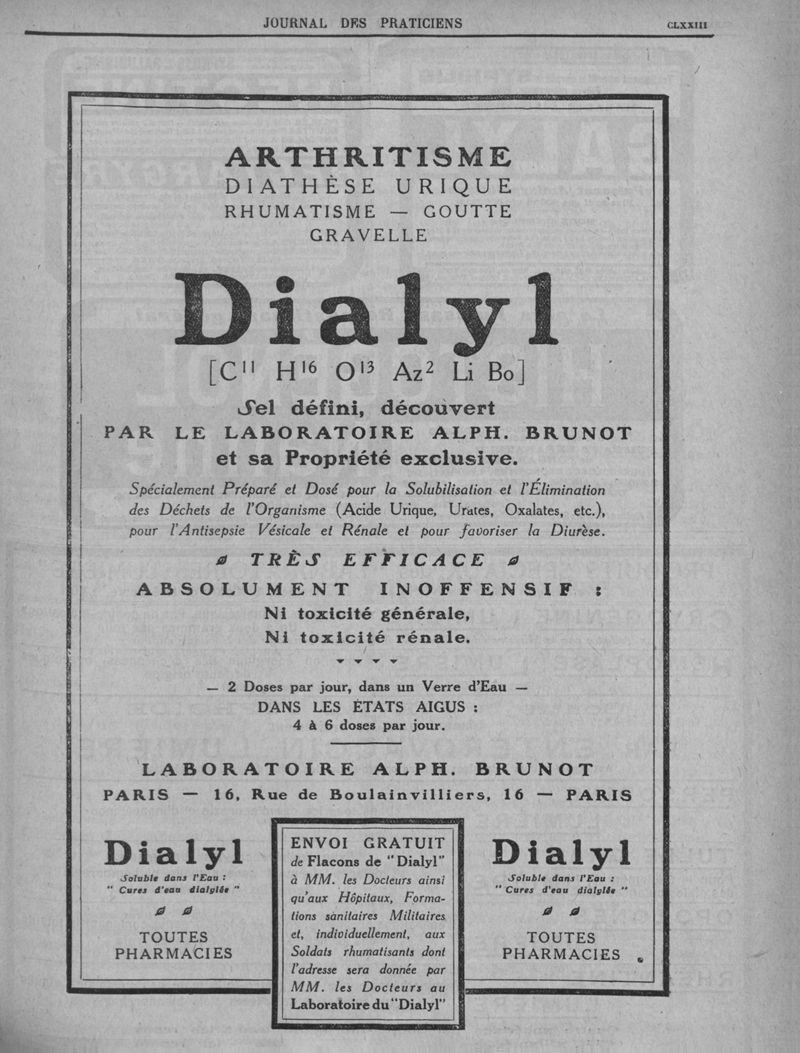 JOURNAL DES PRATICIENS CLXXIII
ARTHRITISME
DIATHÈSE URIQUE
RHUMATISME — GOUTTE
GRAVELLE
Dialyl
[C¹¹ H¹⁶ O¹³ Az² Li Bo]
Sel défini, découvert
PAR LE LABORATOIRE ALPH. BRUNOT
et sa Propriété exclusive.
Spécialement Préparé et Dosé pour la Solubilisation et l'Élimination
des Déchets de l'Organisme (Acide Urique, Urates, Oxalates, etc.),
pour l'Antisepsie Vésicale et Rénale et pour favoriser la Diurèse.
TRÈS EFFICACE
ABSOLUMENT INOFFENSIF :
Ni toxicité générale,
Ni toxicité rénale.
— 2 Doses par jour, dans un Verre d'Eau —
DANS LES ÉTATS AIGUS :
4 à 6 doses par jour.
LABORATOIRE ALPH. BRUNOT
PARIS — 16, Rue de Boulainvilliers, 16 — PARIS
Dialyl
Soluble dans l'Eau :
" Cures d'eau dialylée "
TOUTES
PHARMACIES
ENVOI GRATUIT
de Flacons de "Dialyl"
à MM. les Docteurs ainsi
qu'aux Hôpitaux, Forma-
tions sanitaires Militaires
et, individuellement, aux
Soldats rhumatisants dont
l'adresse sera donnée par
MM. les Docteurs au
Laboratoire du "Dialyl"
Dialyl
Soluble dans l'Eau :
" Cures d'eau dialylée "
TOUTES
PHARMACIES